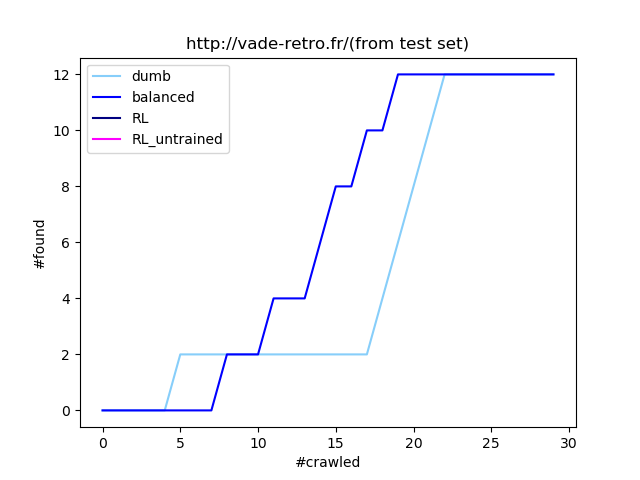 http://vade-retro.fr/(from test set)
dumb
balanced
RL
RL_untrained
#found
12
10
8
6
4
2
0
0 5 10 15 20 25 30
#crawled